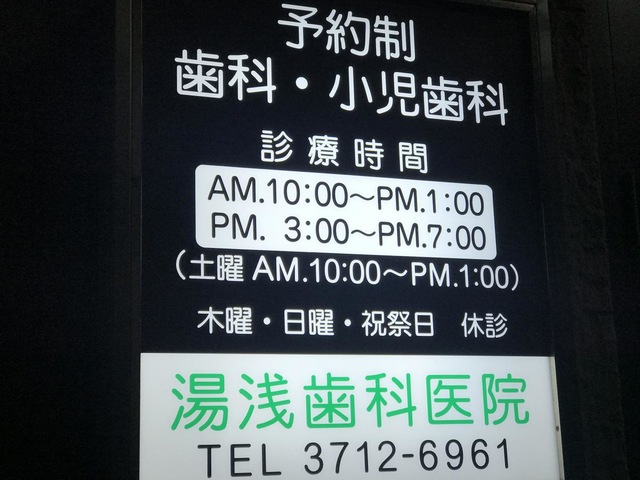 予約制
歯科・小児歯科
診療時間
AM.10:00〜PM.1:00
PM. 3:00〜PM.7:00
(土曜 AM.10:00〜PM.1:00)
木曜・日曜・祝祭日 休診
湯浅歯科医院
TEL 3712-6961